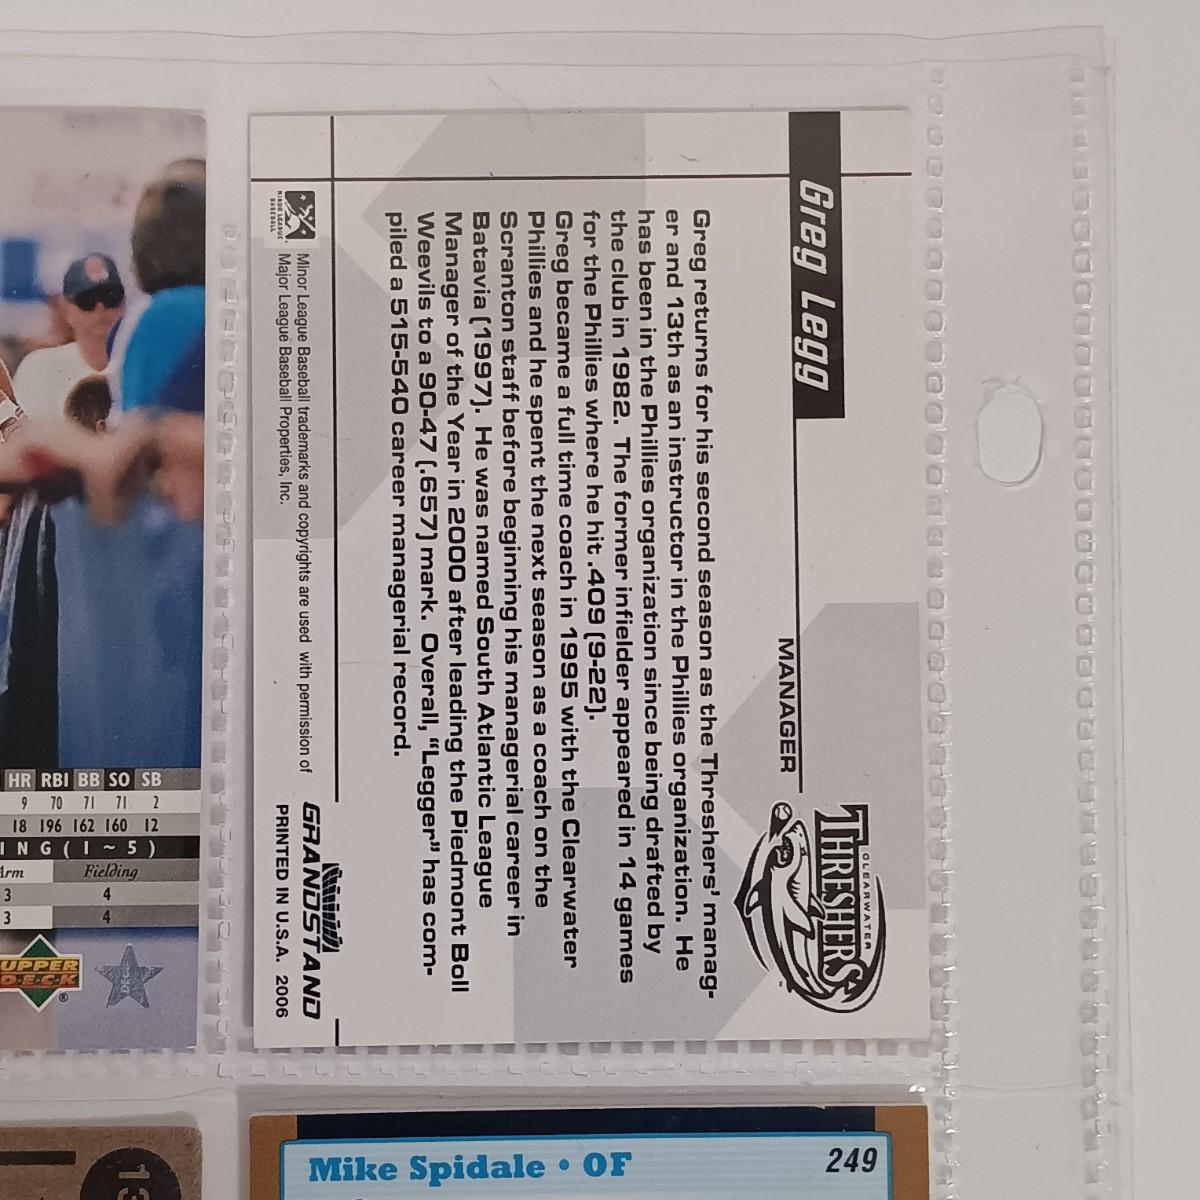 Greg Legg
MANAGER
CLEARWATER
THRESHERS
Greg returns for his second season as the Threshers' manag-
er and 13th as an instructor in the Phillies organization. He
has been in the Phillies organization since being drafted by
the club in 1982. The former infielder appeared in 14 games
for the Phillies where he hit .409 (9-22).
Greg became a full time coach in 1995 with the Clearwater
Phillies and he spent the next season as a coach on the
Scranton staff before beginning his managerial career in
Batavia (1997). He was named South Atlantic League
Manager of the Year in 2000 after leading the Piedmont Boll
Weevils to a 90-47 (.657) mark. Overall, "Legger" has com-
piled a 515-540 career managerial record.
MINOR LEAGUE
BASEBALL
Minor League Baseball trademarks and copyrights are used with permission of
Major League Baseball Properties, Inc.
GRANDSTAND
PRINTED IN U.S.A. 2006
HR RBI BB SO SB
9 70 71 71 2
18 196 162 160 12
ING (1 ~ 5)
Arm Fielding
3 4
3 4
UPPER
DECK
®
13
Mike Spidale • OF 249